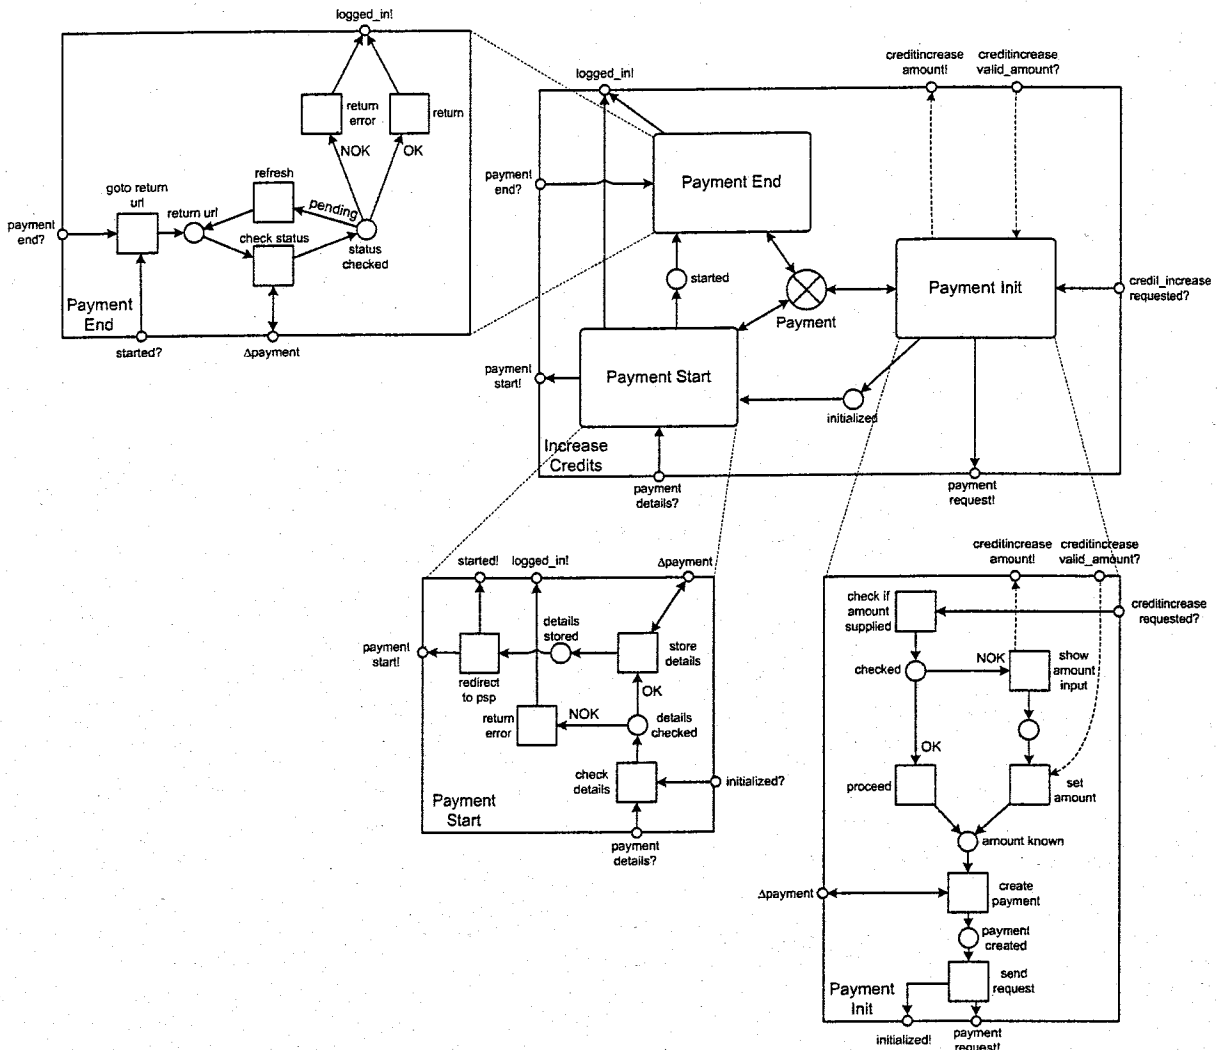 logged_in!
return
error
return
NOK
OK
goto return
url
refresh
pending
return url
check status
status
checked
payment
end?
Payment
End
started?
Δpayment
logged_in!
creditincrease
amount!
creditincrease
valid_amount?
payment
end?
Payment End
started
Payment
Payment Init
credil_increase
requested?
payment
start!
Payment Start
initialized
Increase
Credits
payment
details?
payment
request!
started!
logged_in!
Δpayment
details
stored
payment
start!
store
details
redirect
to psp
OK
return
error
NOK
details
checked
check
details
initialized?
Payment
Start
payment
details?
creditincrease
amount!
creditincrease
valid_amount?
check if
amount
supplied
creditincrease
requested?
checked
NOK
show
amount
input
OK
proceed
set
amount
amount known
Δpayment
create
payment
payment
created
send
request
Payment
Init
initialized!
payment
request!